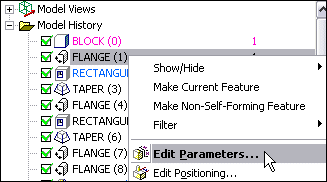 Model Views
Model History
BLOCK (0) 1
FLANGE (1) 1
RECTANGU
TAPER (3)
FLANGE (4)
RECTANGU
TAPER (6)
FLANGE (7)
FLANGE (8)
Show/Hide
Make Current Feature
Make Non-Self-Forming Feature
Filter
Edit Parameters...
Edit Positioning...